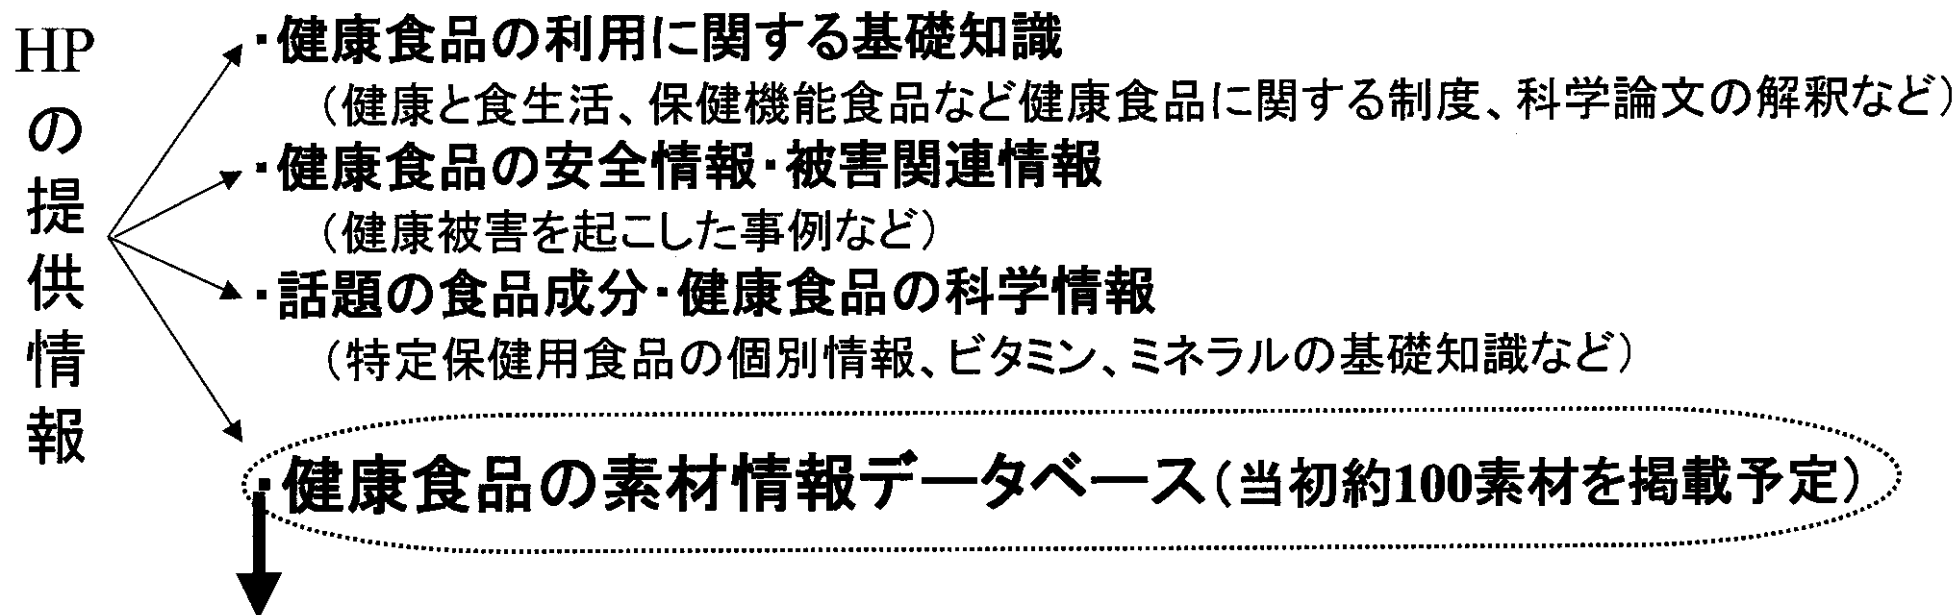 HPの提供情報
・健康食品の利用に関する基礎知識
（健康と食生活、保健機能食品など健康食品に関する制度、科学論文の解釈など）
・健康食品の安全情報・被害関連情報
（健康被害を起こした事例など）
・話題の食品成分・健康食品の科学情報
（特定保健用食品の個別情報、ビタミン、ミネラルの基礎知識など）
・健康食品の素材情報データベース（当初約100素材を掲載予定）